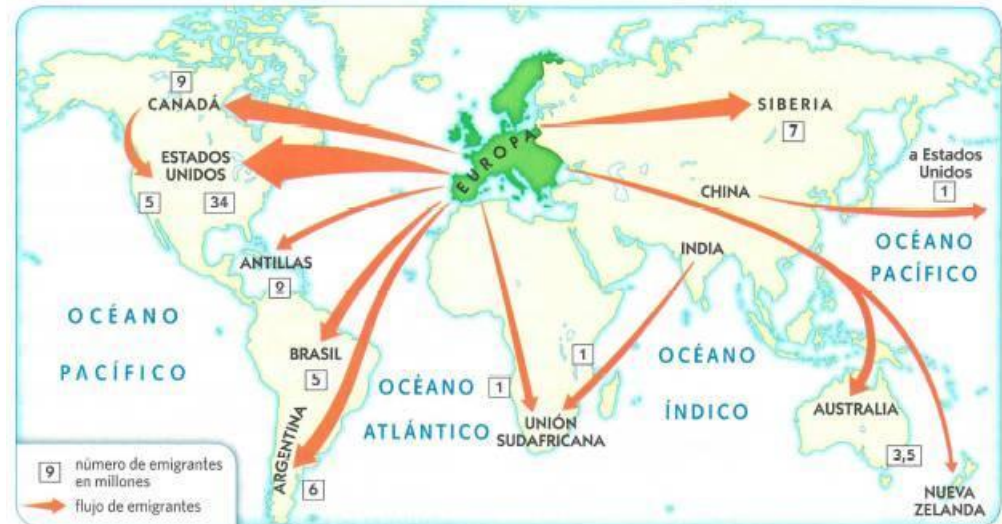 9
CANADÁ
ESTADOS
UNIDOS
5
34
ANTILLAS
OCÉANO
PACÍFICO
BRASIL
5
ARGENTINA
6
EUROPA
SIBERIA
7
a Estados
Unidos
1
CHINA
OCÉANO
PACÍFICO
INDIA
1
1
OCÉANO
ATLÁNTICO
UNIÓN
SUDAFRICANA
OCÉANO
ÍNDICO
AUSTRALIA
3,5
NUEVA
ZELANDA
9
número de emigrantes
en millones
flujo de emigrantes